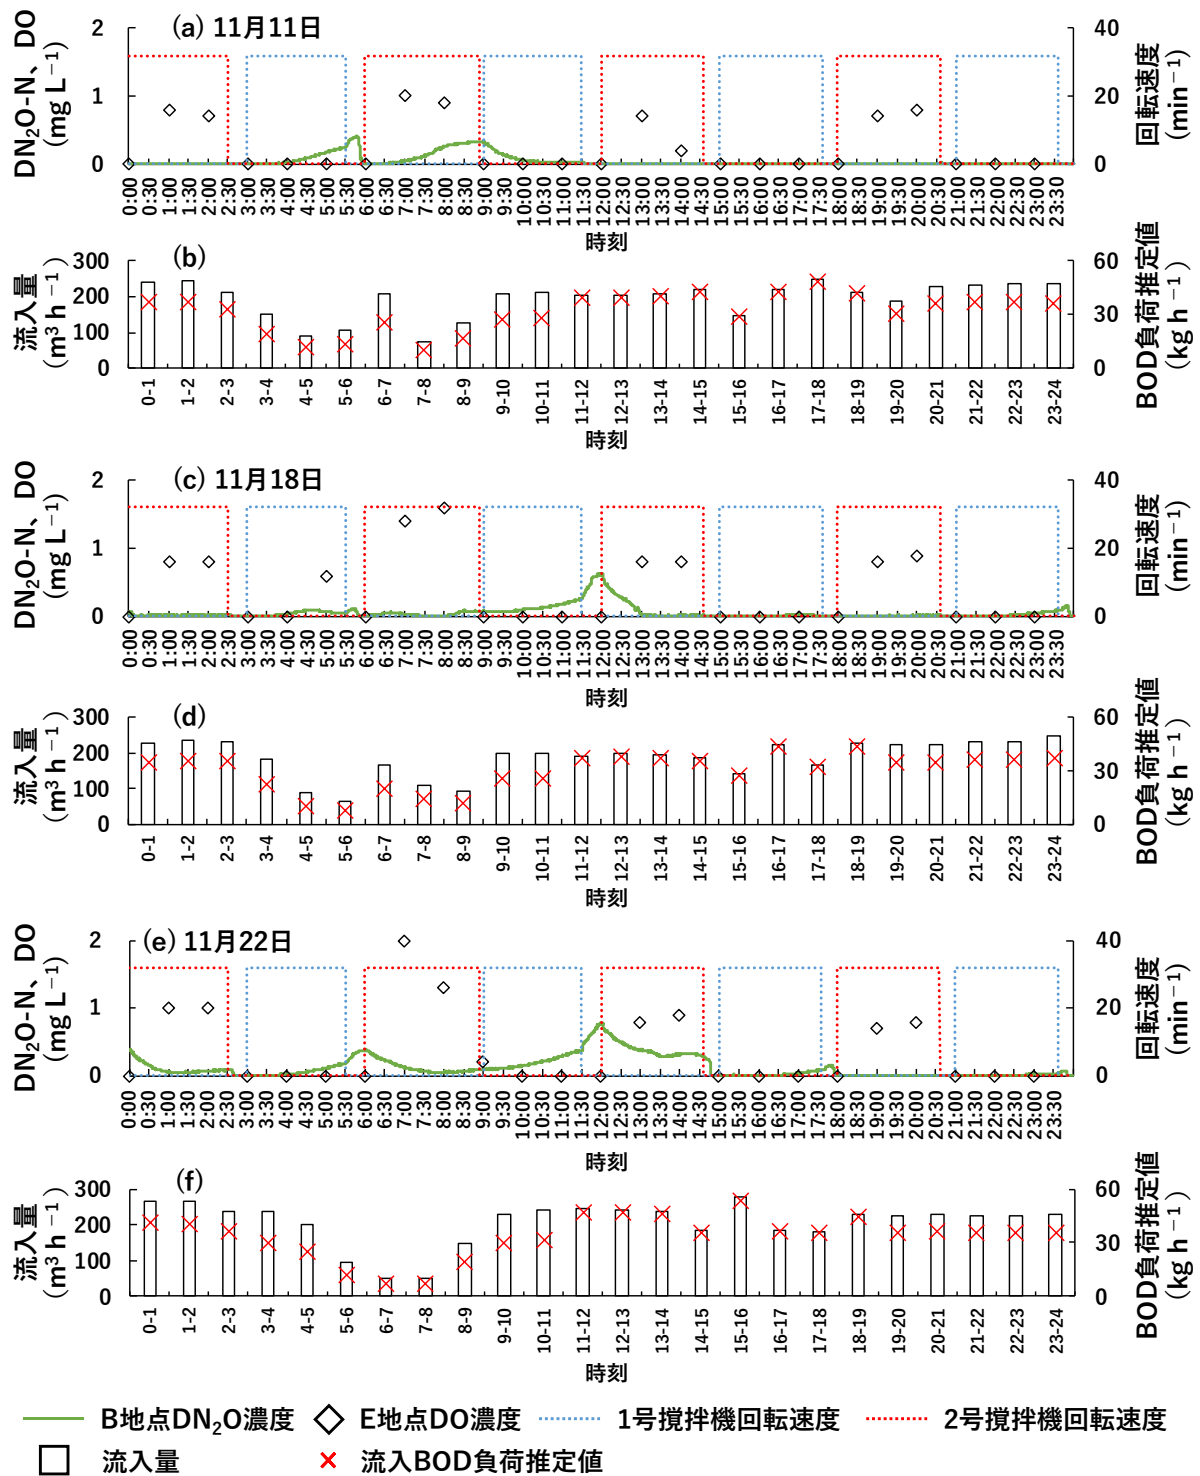 (a) 11月11日
DN₂O-N、DO
(mg L⁻¹)
2
1
0
40
20
0
回転速度
(min⁻¹)
0:00 0:30 1:00 1:30 2:00 2:30 3:00 3:30 4:00 4:30 5:00 5:30 6:00 6:30 7:00 7:30 8:00 8:30 9:00 9:30 10:00 10:30 11:00 11:30 12:00 12:30 13:00 13:30 14:00 14:30 15:00 15:30 16:00 16:30 17:00 17:30 18:00 18:30 19:00 19:30 20:00 20:30 21:00 21:30 22:00 22:30 23:00 23:30
時刻
(b)
流入量
(m³ h⁻¹)
300
200
100
0
60
30
0
BOD負荷推定値
(kg h⁻¹)
0-1 1-2 2-3 3-4 4-5 5-6 6-7 7-8 8-9 9-10 10-11 11-12 12-13 13-14 14-15 15-16 16-17 17-18 18-19 19-20 20-21 21-22 22-23 23-24
時刻
(c) 11月18日
DN₂O-N、DO
(mg L⁻¹)
2
1
0
40
20
0
回転速度
(min⁻¹)
0:00 0:30 1:00 1:30 2:00 2:30 3:00 3:30 4:00 4:30 5:00 5:30 6:00 6:30 7:00 7:30 8:00 8:30 9:00 9:30 10:00 10:30 11:00 11:30 12:00 12:30 13:00 13:30 14:00 14:30 15:00 15:30 16:00 16:30 17:00 17:30 18:00 18:30 19:00 19:30 20:00 20:30 21:00 21:30 22:00 22:30 23:00 23:30
時刻
(d)
流入量
(m³ h⁻¹)
300
200
100
0
60
30
0
BOD負荷推定値
(kg h⁻¹)
0-1 1-2 2-3 3-4 4-5 5-6 6-7 7-8 8-9 9-10 10-11 11-12 12-13 13-14 14-15 15-16 16-17 17-18 18-19 19-20 20-21 21-22 22-23 23-24
時刻
(e) 11月22日
DN₂O-N、DO
(mg L⁻¹)
2
1
0
40
20
0
回転速度
(min⁻¹)
0:00 0:30 1:00 1:30 2:00 2:30 3:00 3:30 4:00 4:30 5:00 5:30 6:00 6:30 7:00 7:30 8:00 8:30 9:00 9:30 10:00 10:30 11:00 11:30 12:00 12:30 13:00 13:30 14:00 14:30 15:00 15:30 16:00 16:30 17:00 17:30 18:00 18:30 19:00 19:30 20:00 20:30 21:00 21:30 22:00 22:30 23:00 23:30
時刻
(f)
流入量
(m³ h⁻¹)
300
200
100
0
60
30
0
BOD負荷推定値
(kg h⁻¹)
0-1 1-2 2-3 3-4 4-5 5-6 6-7 7-8 8-9 9-10 10-11 11-12 12-13 13-14 14-15 15-16 16-17 17-18 18-19 19-20 20-21 21-22 22-23 23-24
時刻
B地点DN₂O濃度 E地点DO濃度 1号撹拌機回転速度 2号撹拌機回転速度
流入量 流入BOD負荷推定値